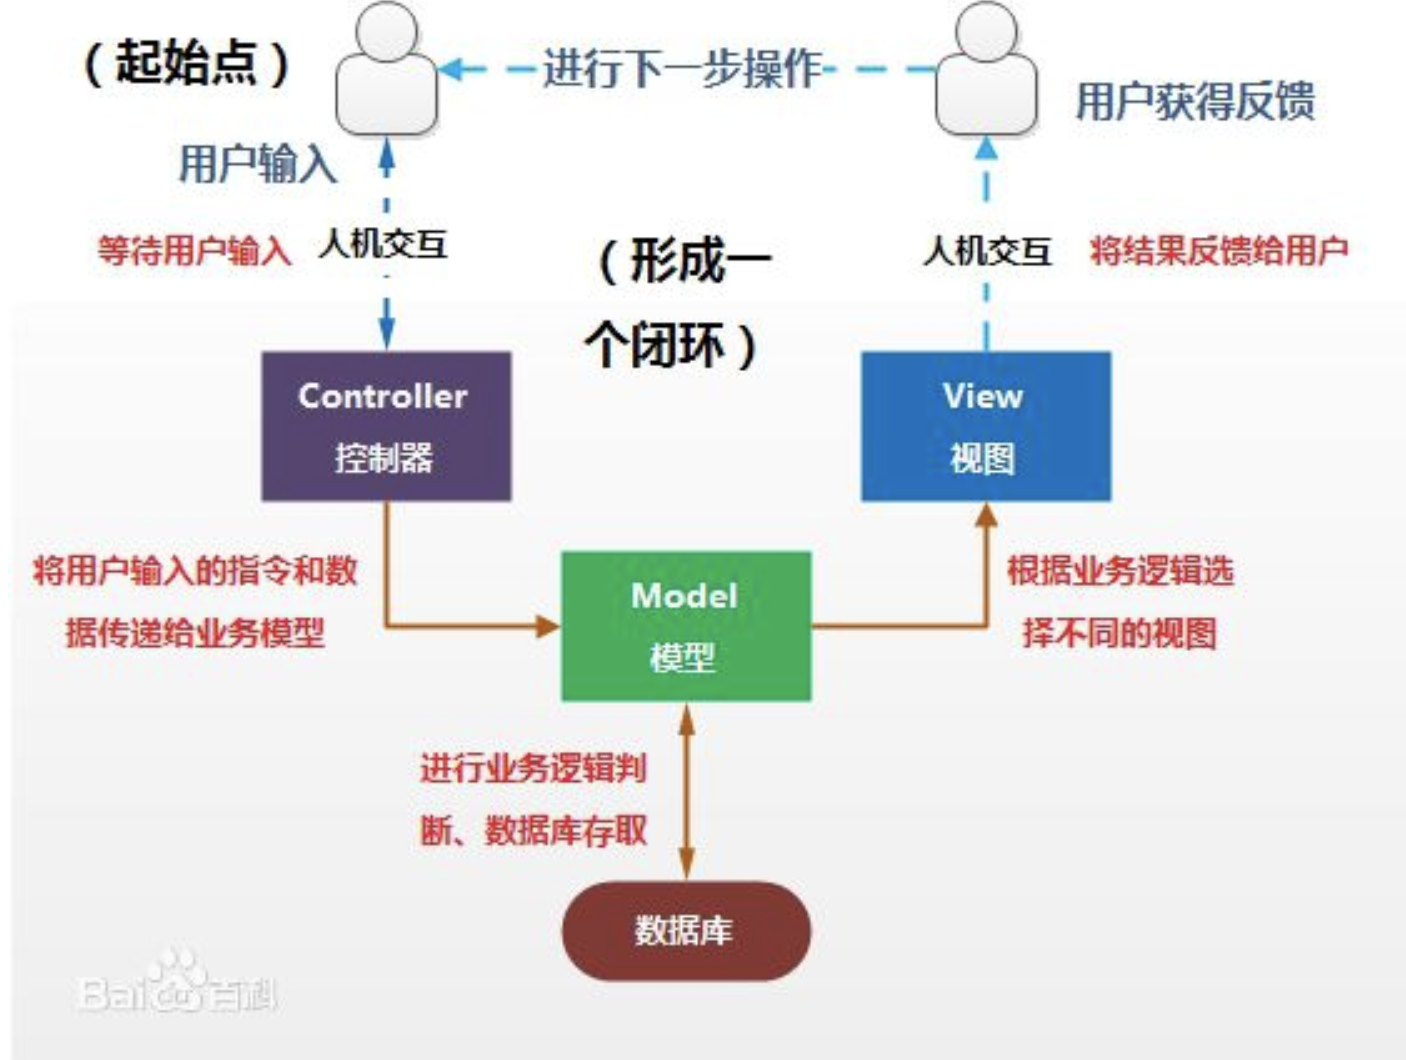 （起始点）
进行下一步操作
用户获得反馈
用户输入
等待用户输入
人机交互
（形成一
个闭环）
人机交互
将结果反馈给用户
Controller
控制器
View
视图
将用户输入的指令和数
据传递给业务模型
Model
模型
根据业务逻辑选
择不同的视图
进行业务逻辑判
断、数据库存取
数据库
Bai du 百科